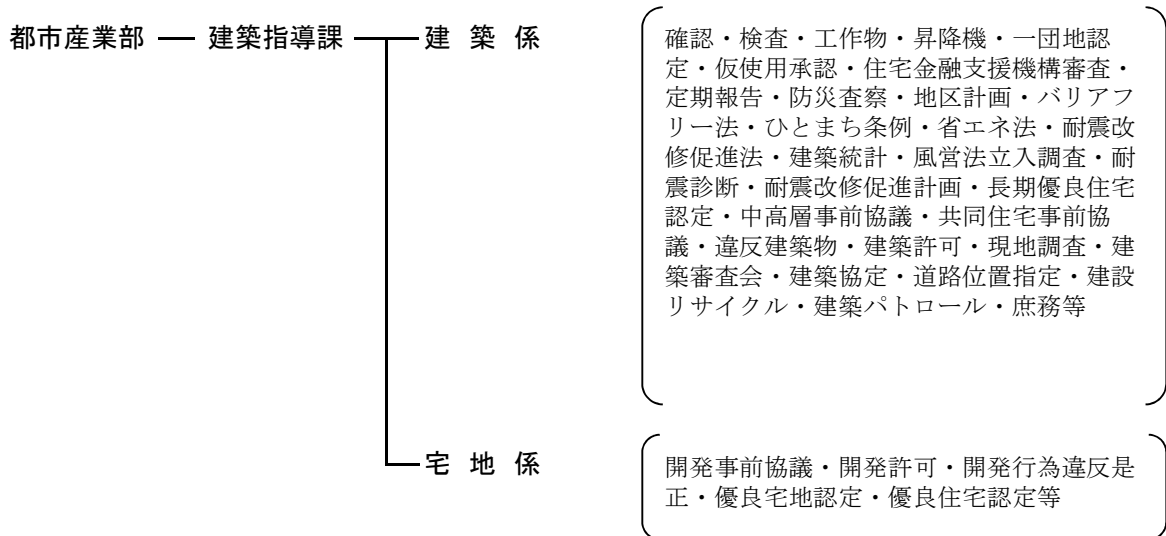 都市産業部 ― 建築指導課 ― 建築係
確認・検査・工作物・昇降機・一団地認
定・仮使用承認・住宅金融支援機構審査・
定期報告・防災査察・地区計画・バリアフ
リー法・ひとまち条例・省エネ法・耐震改
修促進法・建築統計・風営法立入調査・耐
震診断・耐震改修促進計画・長期優良住宅
認定・中高層事前協議・共同住宅事前協
議・違反建築物・建築許可・現地調査・建
築審査会・建築協定・道路位置指定・建設
リサイクル・建築パトロール・庶務等
宅地係
開発事前協議・開発許可・開発行為違反是
正・優良宅地認定・優良住宅認定等